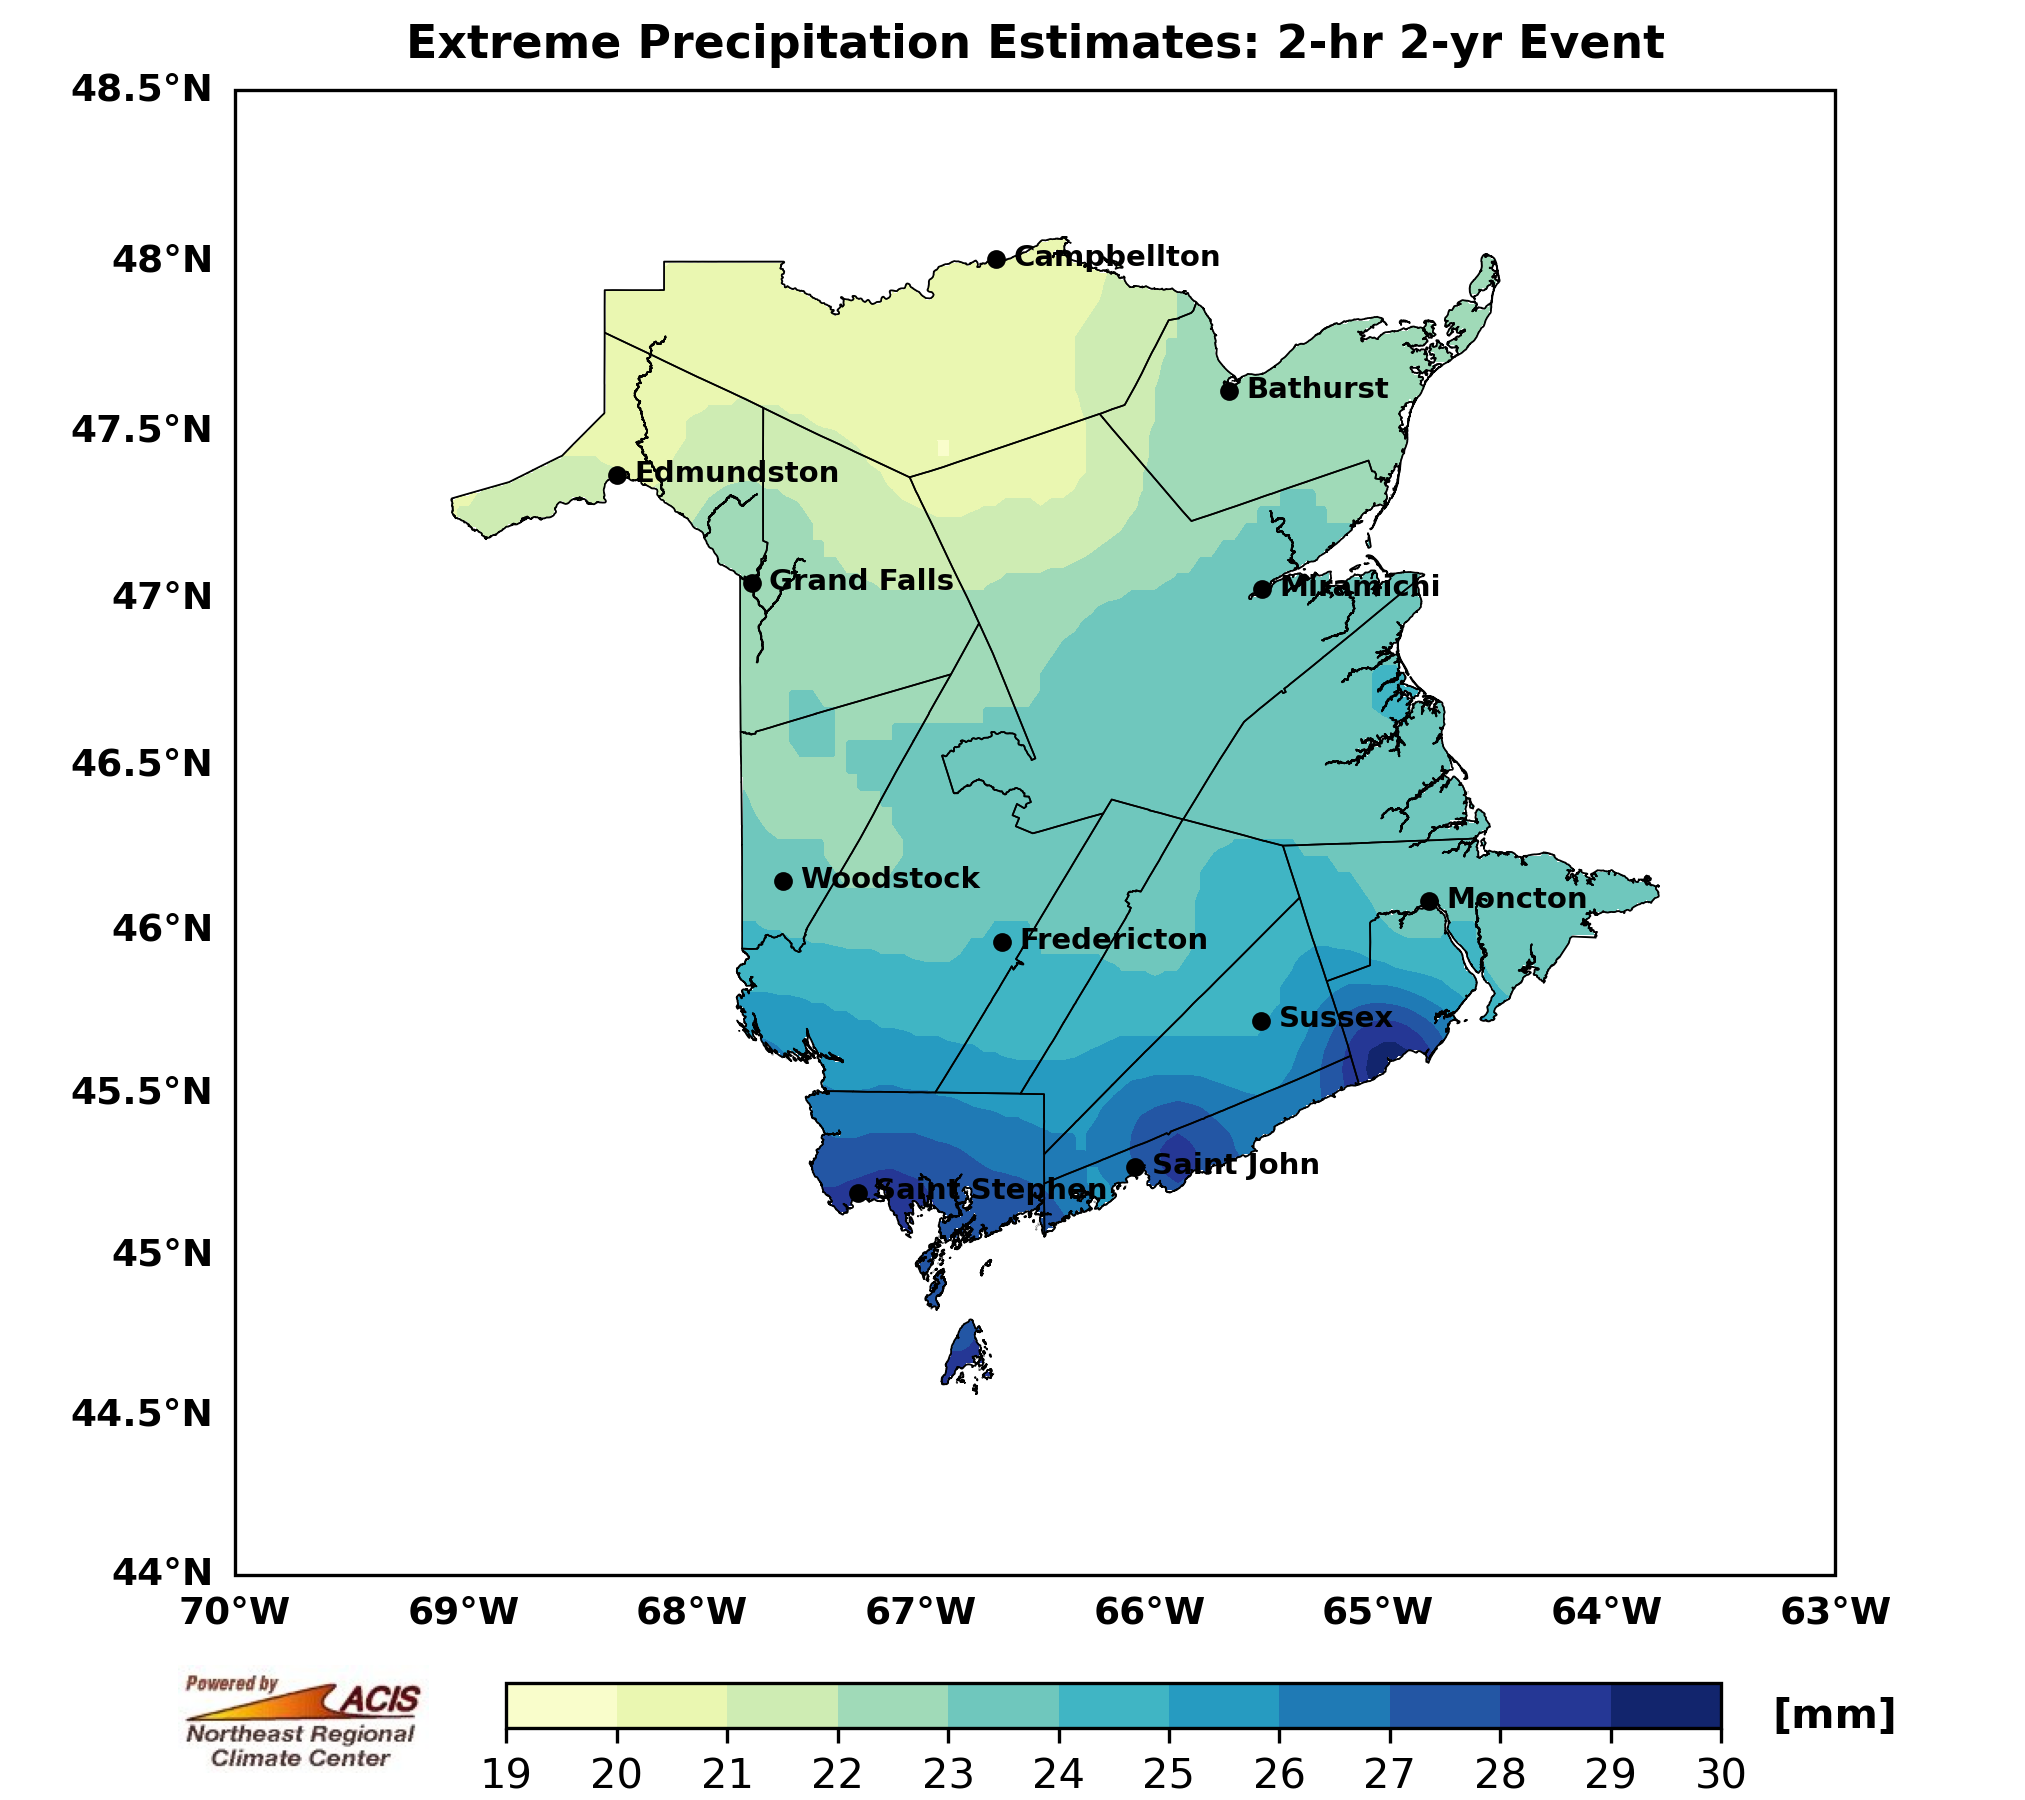 Extreme Precipitation Estimates: 2-hr 2-yr Event
48.5°N
48°N
47.5°N
47°N
46.5°N
46°N
45.5°N
45°N
44.5°N
44°N
Campbellton
Bathurst
Edmundston
Grand Falls
Miramichi
Woodstock
Moncton
Fredericton
Sussex
Saint John
Saint Stephen
70°W 69°W 68°W 67°W 66°W 65°W 64°W 63°W
Powered by
ACIS
Northeast Regional
Climate Center
[mm]
19 20 21 22 23 24 25 26 27 28 29 30